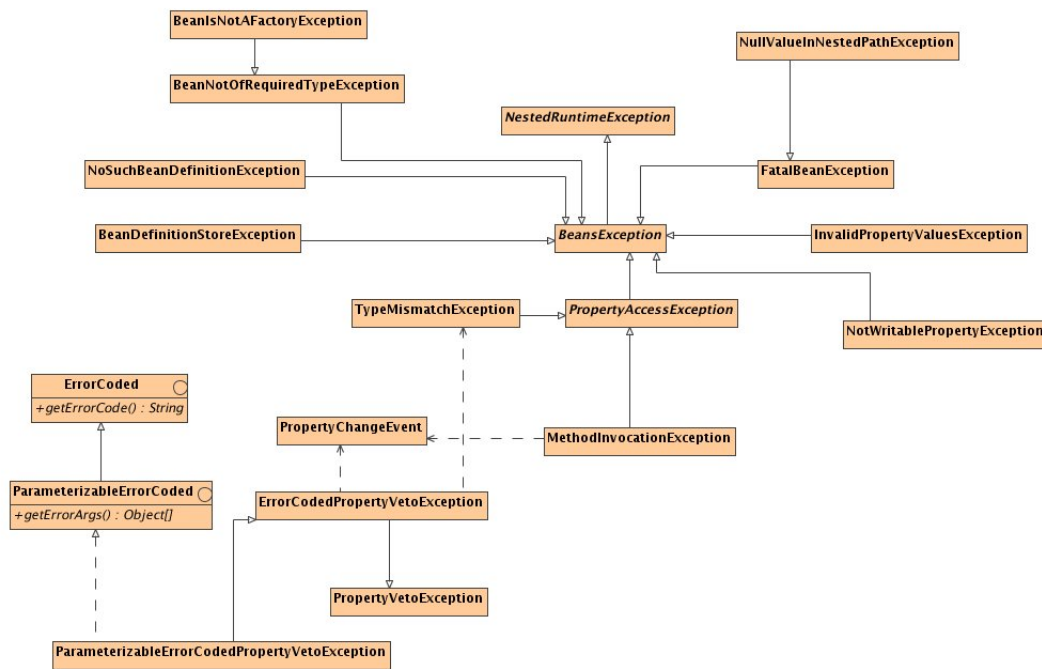 BeanIsNotAFactoryException
NullValueInNestedPathException
BeanNotOfRequiredTypeException
NestedRuntimeException
NoSuchBeanDefinitionException
FatalBeanException
BeanDefinitionStoreException
BeansException
InvalidPropertyValuesException
TypeMismatchException
PropertyAccessException
NotWritablePropertyException
ErrorCoded
+getErrorCode() : String
PropertyChangeEvent
MethodInvocationException
ParameterizableErrorCoded
+getErrorArgs() : Object[]
ErrorCodedPropertyVetoException
PropertyVetoException
ParameterizableErrorCodedPropertyVetoException